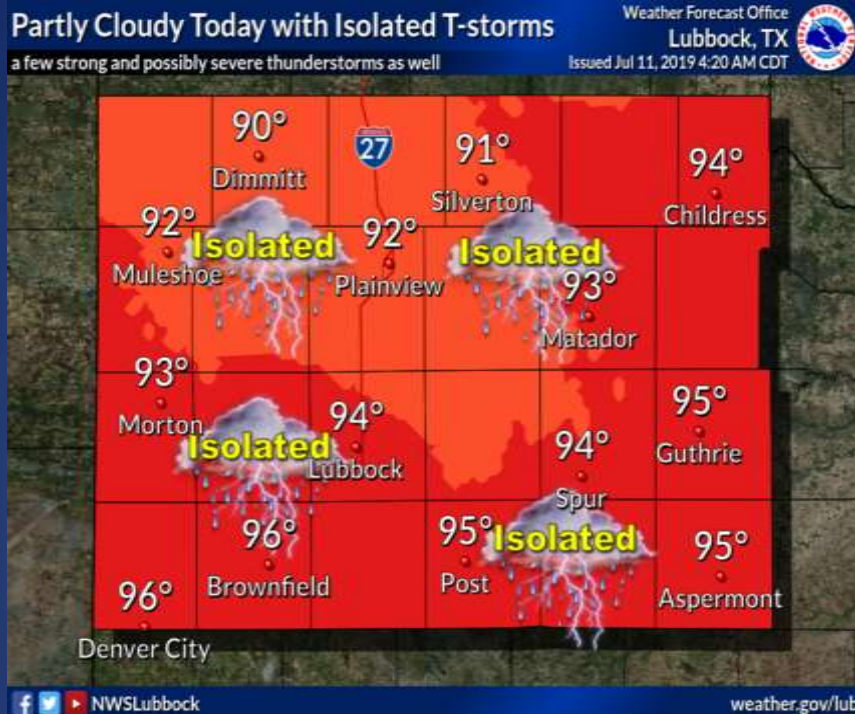 Partly Cloudy Today with Isolated T-storms
a few strong and possibly severe thunderstorms as well
Weather Forecast Office
Lubbock, TX
Issued Jul 11, 2019 4:20 AM CDT
90°
Dimmitt
27
91°
Silverton
94°
Childress
92°
Muleshoe
Isolated
92°
Plainview
Isolated
93°
Matador
93°
Morton
Isolated
94°
Lubbock
94°
Spur
95°
Guthrie
96°
Brownfield
95°
Post
Isolated
95°
Aspermont
96°
Denver City
NWSLubbock
weather.gov/lub